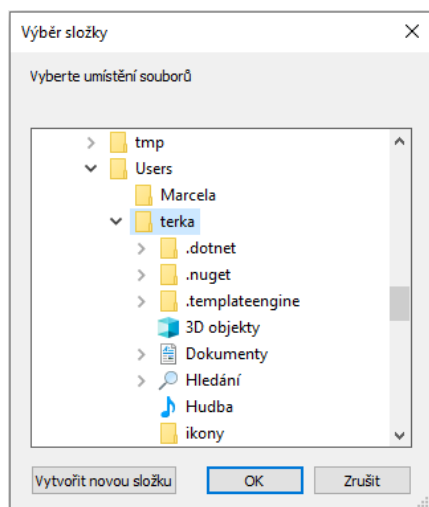 Výběr složky
Vyberte umístění souborů
tmp
Users
Marcela
terka
.dotnet
.nuget
.templateengine
3D objekty
Dokumenty
Hledání
Hudba
ikony
Vytvořit novou složku
OK
Zrušit